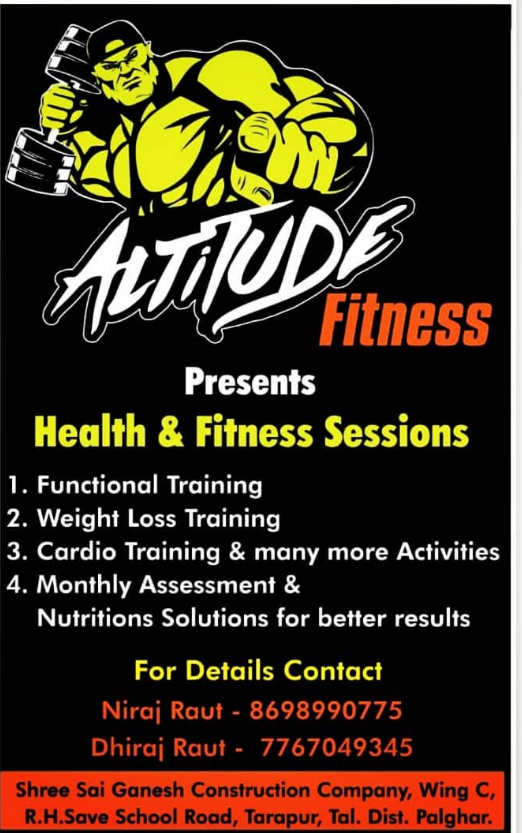 ALTiTUDE
Fitness
Presents
Health & Fitness Sessions
1. Functional Training
2. Weight Loss Training
3. Cardio Training & many more Activities
4. Monthly Assessment &
Nutritions Solutions for better results
For Details Contact
Niraj Raut - 8698990775
Dhiraj Raut - 7767049345
Shree Sai Ganesh Construction Company, Wing C,
R.H.Save School Road, Tarapur, Tal. Dist. Palghar.